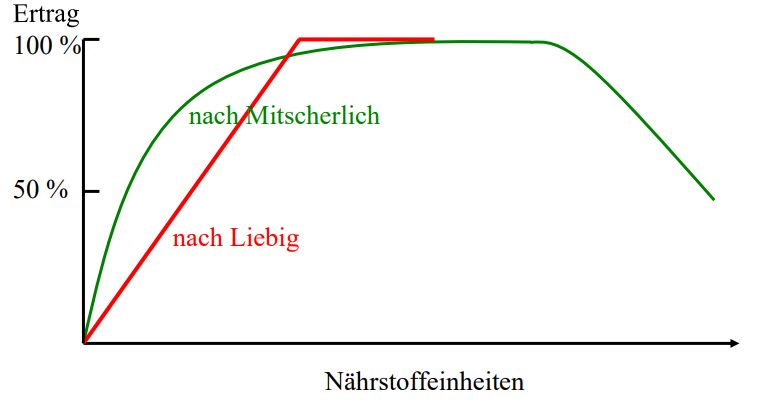 Ertrag
100 %
nach Mitscherlich
50 %
nach Liebig
Nährstoffeinheiten